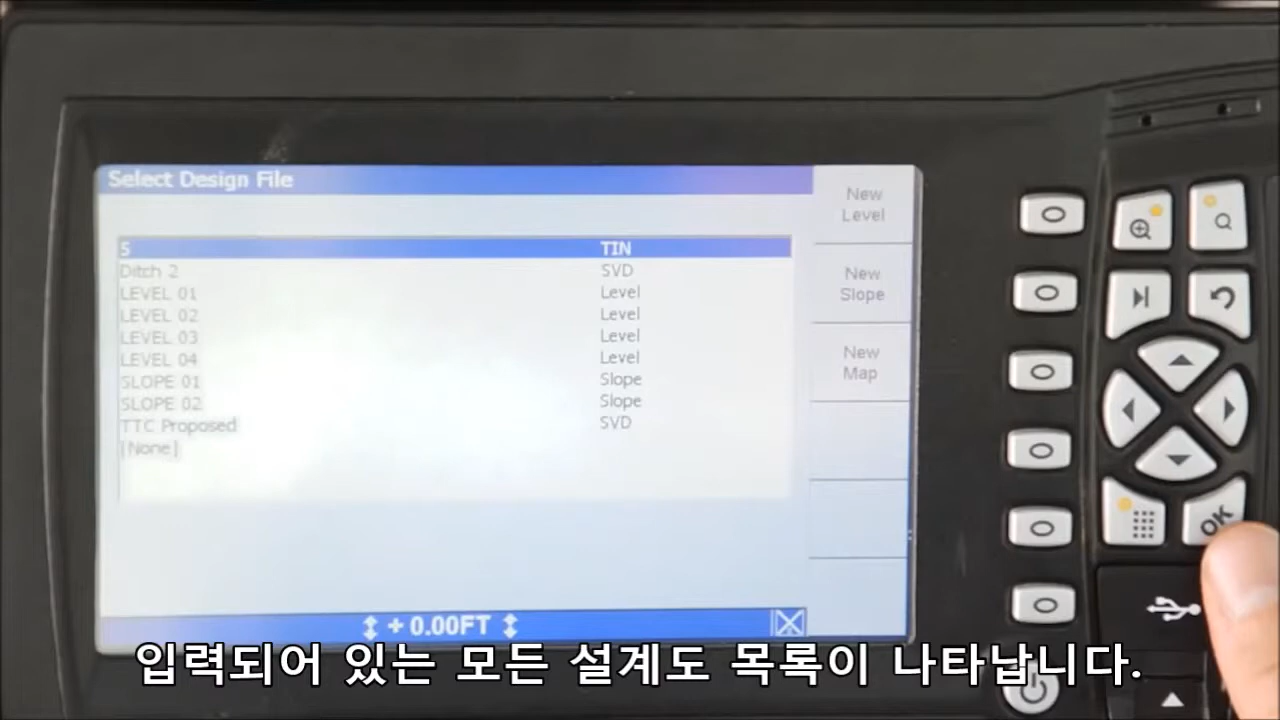 Select Design File
New
Level
S TIN
Ditch 2 SVD
New
Slope
LEVEL 01 Level
LEVEL 02 Level
LEVEL 03 Level
New
Map
LEVEL 04 Level
SLOPE 01 Slope
SLOPE 02 Slope
TTC Proposed SVD
[None]
OK
+ 0.00FT
입력되어 있는 모든 설계도 목록이 나타납니다.